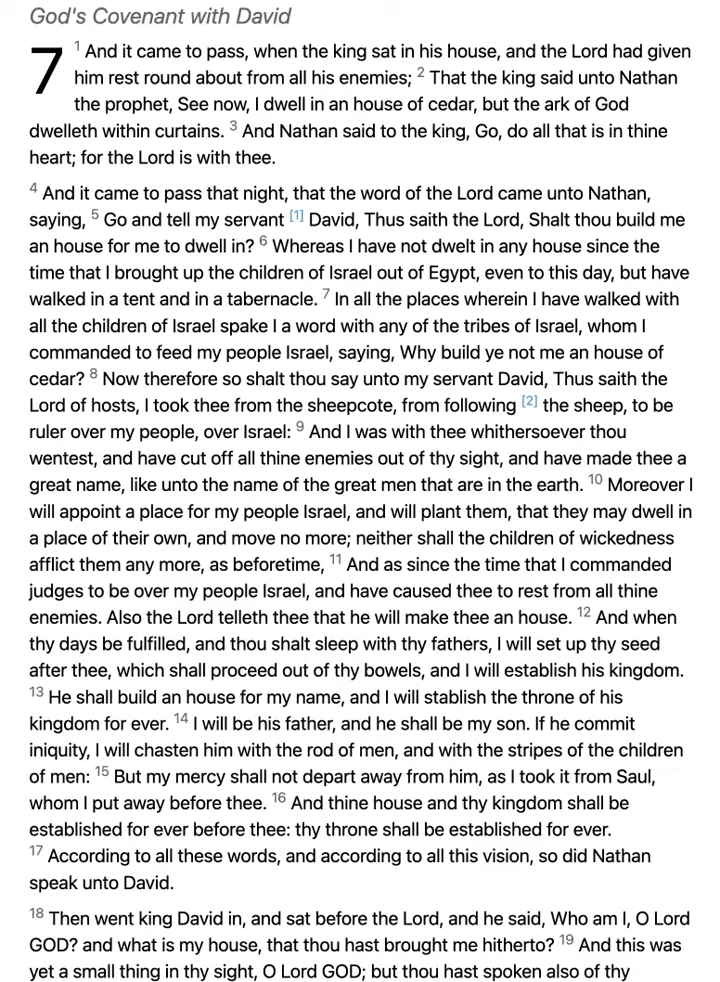 God's Covenant with David
7 1 And it came to pass, when the king sat in his house, and the Lord had given
him rest round about from all his enemies; 2 That the king said unto Nathan
the prophet, See now, I dwell in an house of cedar, but the ark of God
dwelleth within curtains. 3 And Nathan said to the king, Go, do all that is in thine
heart; for the Lord is with thee.
4 And it came to pass that night, that the word of the Lord came unto Nathan,
saying, 5 Go and tell my servant [1] David, Thus saith the Lord, Shalt thou build me
an house for me to dwell in? 6 Whereas I have not dwelt in any house since the
time that I brought up the children of Israel out of Egypt, even to this day, but have
walked in a tent and in a tabernacle. 7 In all the places wherein I have walked with
all the children of Israel spake I a word with any of the tribes of Israel, whom I
commanded to feed my people Israel, saying, Why build ye not me an house of
cedar? 8 Now therefore so shalt thou say unto my servant David, Thus saith the
Lord of hosts, I took thee from the sheepcote, from following [2] the sheep, to be
ruler over my people, over Israel: 9 And I was with thee whithersoever thou
wentest, and have cut off all thine enemies out of thy sight, and have made thee a
great name, like unto the name of the great men that are in the earth. 10 Moreover I
will appoint a place for my people Israel, and will plant them, that they may dwell in
a place of their own, and move no more; neither shall the children of wickedness
afflict them any more, as beforetime, 11 And as since the time that I commanded
judges to be over my people Israel, and have caused thee to rest from all thine
enemies. Also the Lord telleth thee that he will make thee an house. 12 And when
thy days be fulfilled, and thou shalt sleep with thy fathers, I will set up thy seed
after thee, which shall proceed out of thy bowels, and I will establish his kingdom.
13 He shall build an house for my name, and I will stablish the throne of his
kingdom for ever. 14 I will be his father, and he shall be my son. If he commit
iniquity, I will chasten him with the rod of men, and with the stripes of the children
of men: 15 But my mercy shall not depart away from him, as I took it from Saul,
whom I put away before thee. 16 And thine house and thy kingdom shall be
established for ever before thee: thy throne shall be established for ever.
17 According to all these words, and according to all this vision, so did Nathan
speak unto David.
18 Then went king David in, and sat before the Lord, and he said, Who am I, O Lord
GOD? and what is my house, that thou hast brought me hitherto? 19 And this was
yet a small thing in thy sight, O Lord GOD; but thou hast spoken also of thy